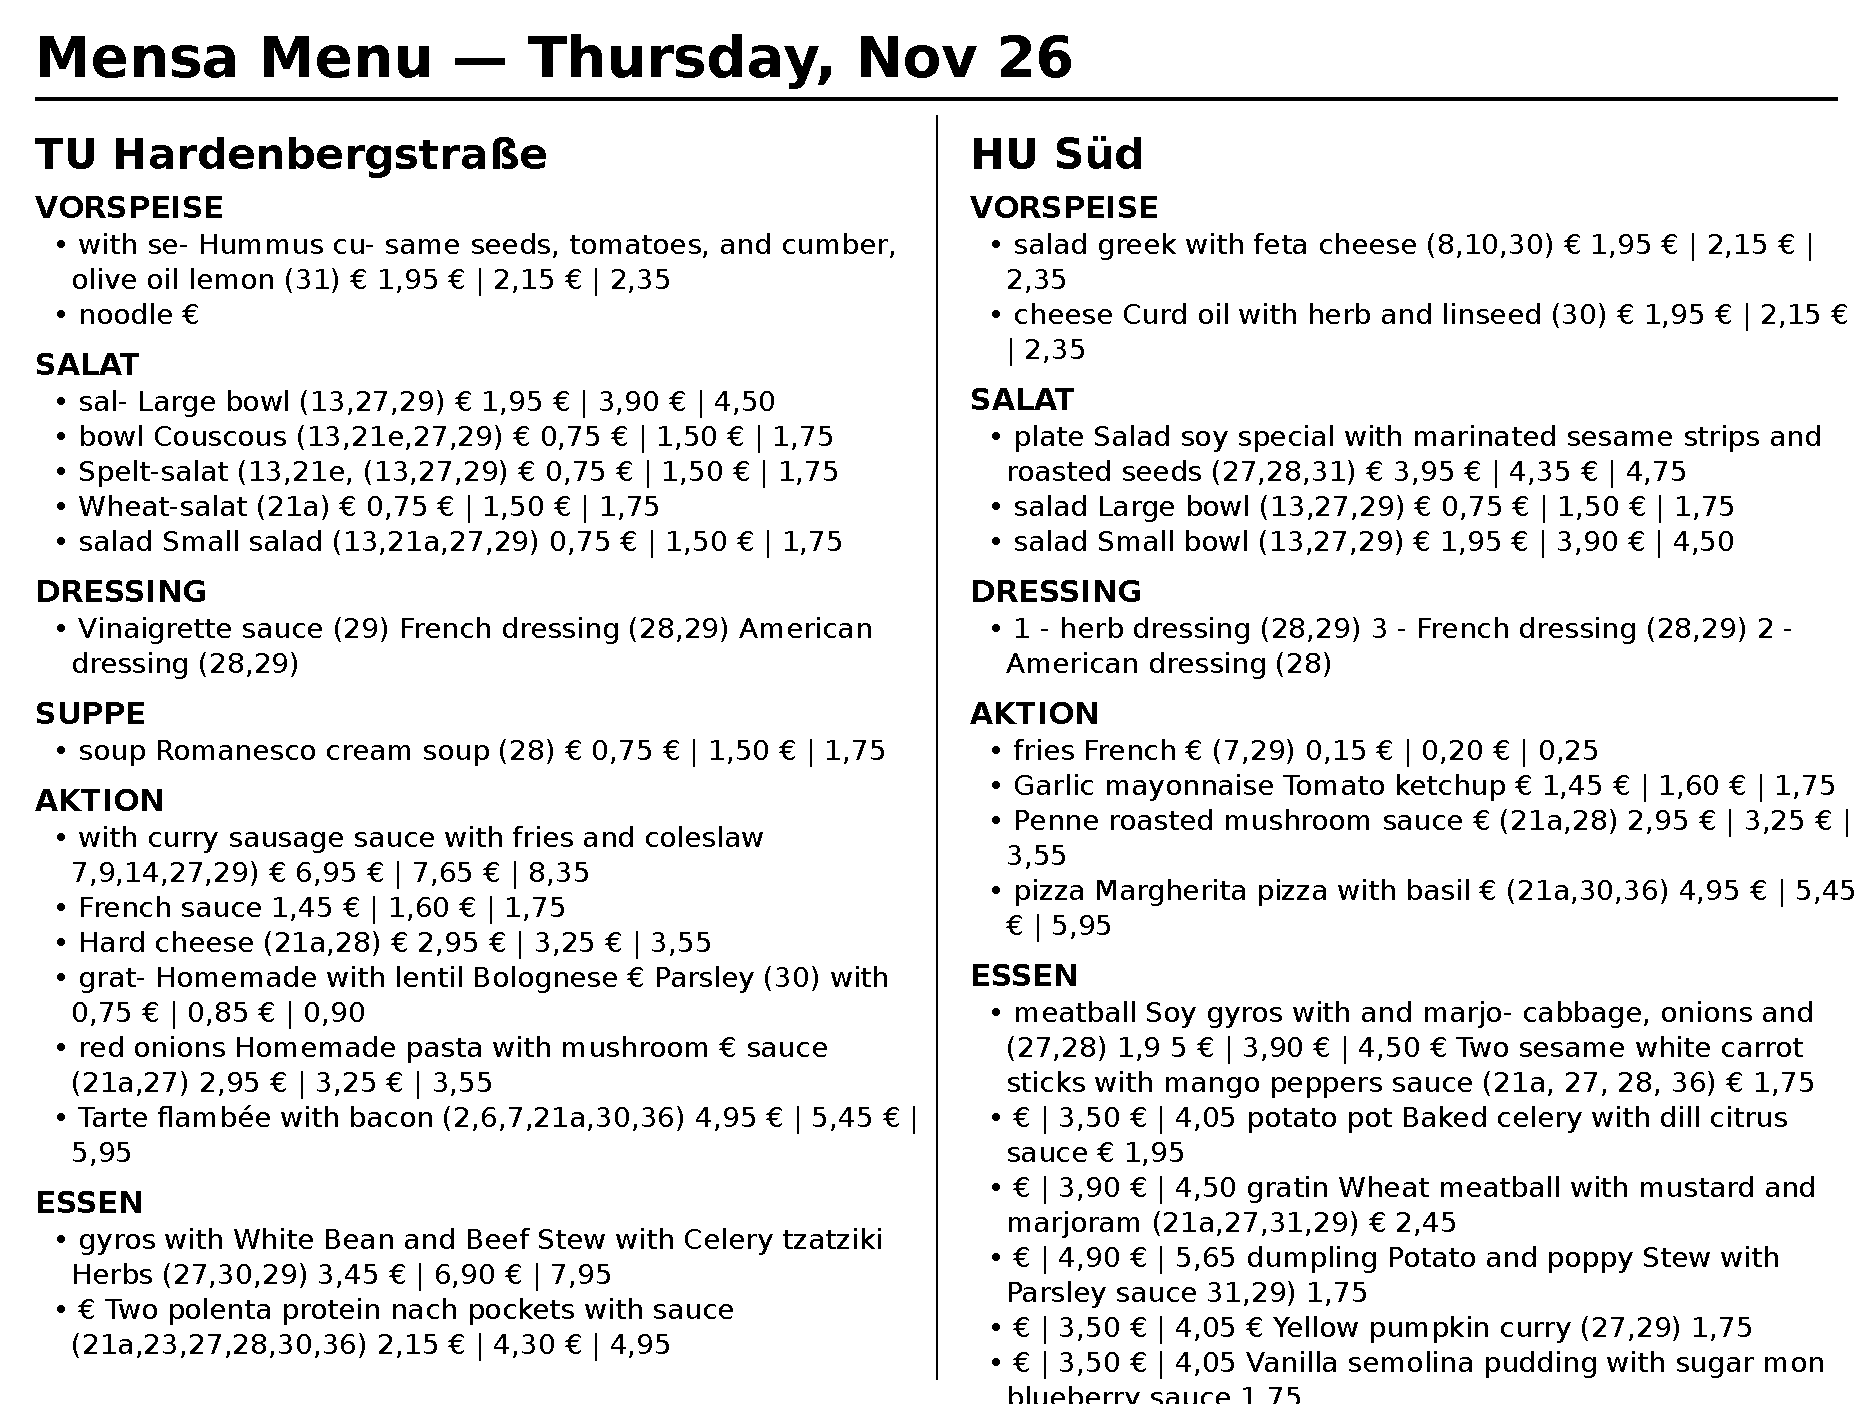 Mensa Menu — Thursday, Nov 26
TU Hardenbergstraße
VORSPEISE
• with se- Hummus cu- same seeds, tomatoes, and cumber,
olive oil lemon (31) € 1,95 € | 2,15 € | 2,35
• noodle €
SALAT
• sal- Large bowl (13,27,29) € 1,95 € | 3,90 € | 4,50
• bowl Couscous (13,21e,27,29) € 0,75 € | 1,50 € | 1,75
• Spelt-salat (13,21e, (13,27,29) € 0,75 € | 1,50 € | 1,75
• Wheat-salat (21a) € 0,75 € | 1,50 € | 1,75
• salad Small salad (13,21a,27,29) 0,75 € | 1,50 € | 1,75
DRESSING
• Vinaigrette sauce (29) French dressing (28,29) American
dressing (28,29)
SUPPE
• soup Romanesco cream soup (28) € 0,75 € | 1,50 € | 1,75
AKTION
• with curry sausage sauce with fries and coleslaw
7,9,14,27,29) € 6,95 € | 7,65 € | 8,35
• French sauce 1,45 € | 1,60 € | 1,75
• Hard cheese (21a,28) € 2,95 € | 3,25 € | 3,55
• grat- Homemade with lentil Bolognese € Parsley (30) with
0,75 € | 0,85 € | 0,90
• red onions Homemade pasta with mushroom € sauce
(21a,27) 2,95 € | 3,25 € | 3,55
• Tarte flambée with bacon (2,6,7,21a,30,36) 4,95 € | 5,45 € |
5,95
ESSEN
• gyros with White Bean and Beef Stew with Celery tzatziki
Herbs (27,30,29) 3,45 € | 6,90 € | 7,95
• € Two polenta protein nach pockets with sauce
(21a,23,27,28,30,36) 2,15 € | 4,30 € | 4,95
HU Süd
VORSPEISE
• salad greek with feta cheese (8,10,30) € 1,95 € | 2,15 € |
2,35
• cheese Curd oil with herb and linseed (30) € 1,95 € | 2,15 €
| 2,35
SALAT
• plate Salad soy special with marinated sesame strips and
roasted seeds (27,28,31) € 3,95 € | 4,35 € | 4,75
• salad Large bowl (13,27,29) € 0,75 € | 1,50 € | 1,75
• salad Small bowl (13,27,29) € 1,95 € | 3,90 € | 4,50
DRESSING
• 1 - herb dressing (28,29) 3 - French dressing (28,29) 2 -
American dressing (28)
AKTION
• fries French € (7,29) 0,15 € | 0,20 € | 0,25
• Garlic mayonnaise Tomato ketchup € 1,45 € | 1,60 € | 1,75
• Penne roasted mushroom sauce € (21a,28) 2,95 € | 3,25 € |
3,55
• pizza Margherita pizza with basil € (21a,30,36) 4,95 € | 5,45
€ | 5,95
ESSEN
• meatball Soy gyros with and marjo- cabbage, onions and
(27,28) 1,9 5 € | 3,90 € | 4,50 € Two sesame white carrot
sticks with mango peppers sauce (21a, 27, 28, 36) € 1,75
• € | 3,50 € | 4,05 potato pot Baked celery with dill citrus
sauce € 1,95
• € | 3,90 € | 4,50 gratin Wheat meatball with mustard and
marjoram (21a,27,31,29) € 2,45
• € | 4,90 € | 5,65 dumpling Potato and poppy Stew with
Parsley sauce 31,29) 1,75
• € | 3,50 € | 4,05 € Yellow pumpkin curry (27,29) 1,75
• € | 3,50 € | 4,05 Vanilla semolina pudding with sugar mon
blueberry sauce 1,75